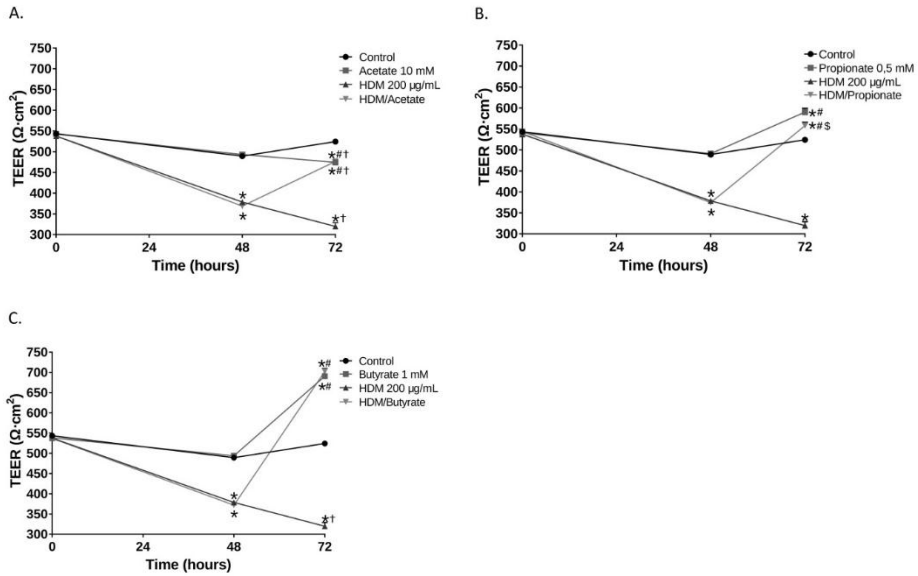 A.
TEER (Ω·cm²)
750
700
650
600
550
500
450
400
350
300
0
24
48
72
Time (hours)
Control
Acetate 10 mM
HDM 200 µg/mL
HDM/Acetate
*#†
*#†
*
*
*†
B.
TEER (Ω·cm²)
750
700
650
600
550
500
450
400
350
300
0
24
48
72
Time (hours)
Control
Propionate 0,5 mM
HDM 200 µg/mL
HDM/Propionate
*#
*#$
*
*
*
C.
TEER (Ω·cm²)
750
700
650
600
550
500
450
400
350
300
0
24
48
72
Time (hours)
Control
Butyrate 1 mM
HDM 200 µg/mL
HDM/Butyrate
*#
*#
*
*
*†